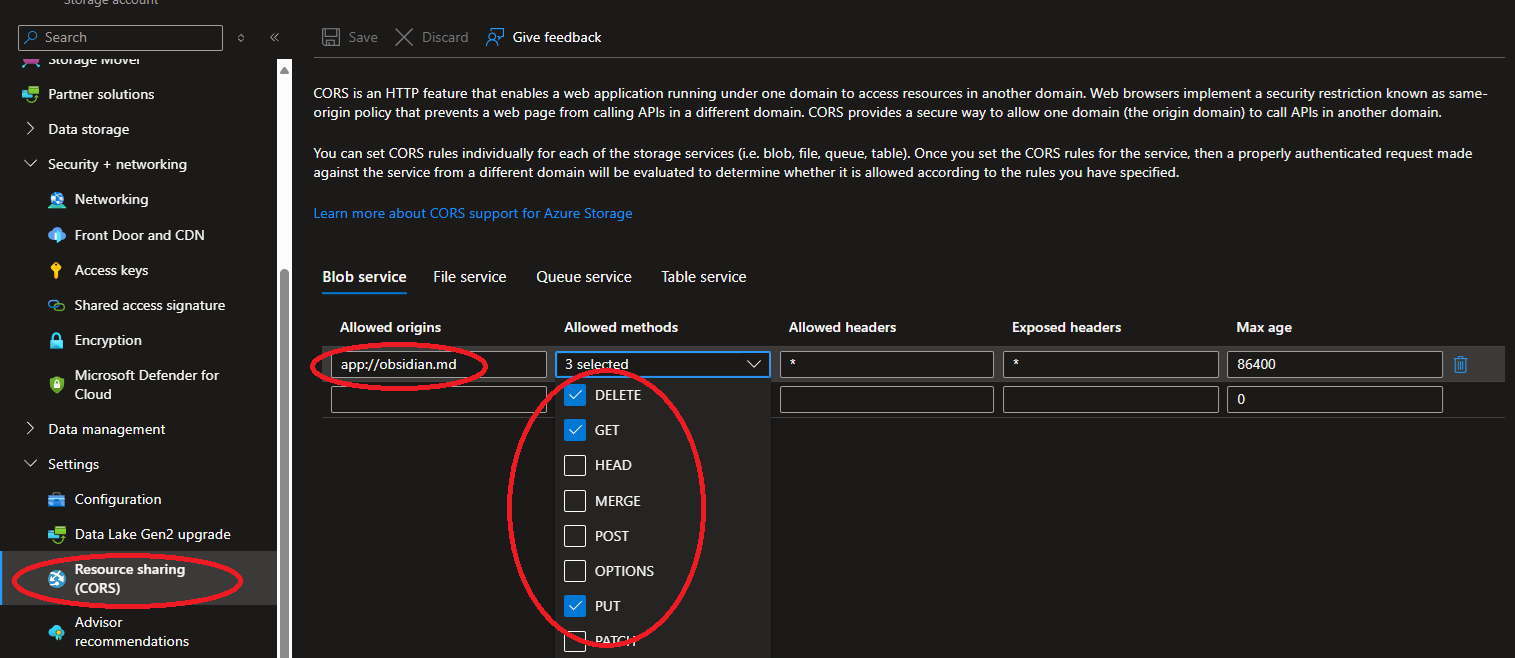 Storage account
Search
Save
Discard
Give feedback
Storage Mover
Partner solutions
Data storage
Security + networking
Networking
Front Door and CDN
Access keys
Shared access signature
Encryption
Microsoft Defender for
Cloud
Data management
Settings
Configuration
Data Lake Gen2 upgrade
Resource sharing
(CORS)
Advisor
recommendations
CORS is an HTTP feature that enables a web application running under one domain to access resources in another domain. Web browsers implement a security restriction known as same-
origin policy that prevents a web page from calling APIs in a different domain. CORS provides a secure way to allow one domain (the origin domain) to call APIs in another domain.
You can set CORS rules individually for each of the storage services (i.e. blob, file, queue, table). Once you set the CORS rules for the service, then a properly authenticated request made
against the service from a different domain will be evaluated to determine whether it is allowed according to the rules you have specified.
Learn more about CORS support for Azure Storage
Blob service File service Queue service Table service
Allowed origins Allowed methods Allowed headers Exposed headers Max age
app://obsidian.md 3 selected * * 86400
0
DELETE
GET
HEAD
MERGE
POST
OPTIONS
PUT
PATCH